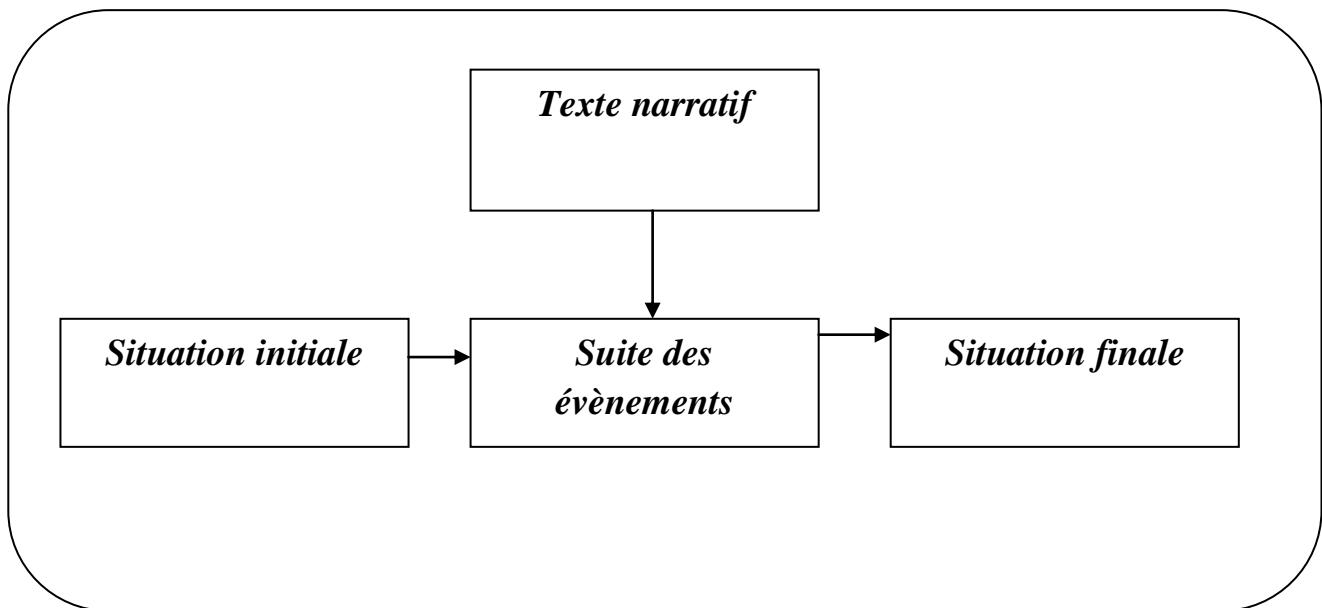 Texte narratif
Situation initiale
Suite des
évènements
Situation finale